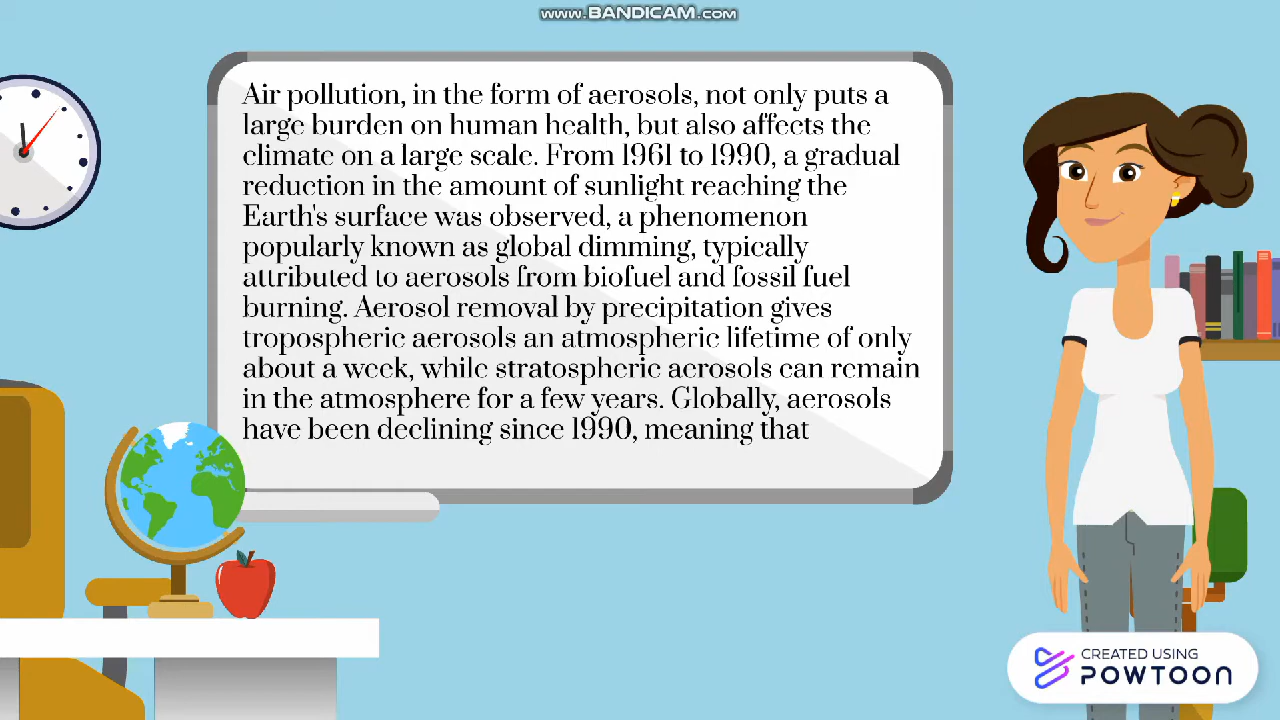 www.BANDICAM.com
Air pollution, in the form of aerosols, not only puts a
large burden on human health, but also affects the
climate on a large scale. From 1961 to 1990, a gradual
reduction in the amount of sunlight reaching the
Earth's surface was observed, a phenomenon
popularly known as global dimming, typically
attributed to aerosols from biofuel and fossil fuel
burning. Aerosol removal by precipitation gives
tropospheric aerosols an atmospheric lifetime of only
about a week, while stratospheric aerosols can remain
in the atmosphere for a few years. Globally, aerosols
have been declining since 1990, meaning that
CREATED USING
POWTOON